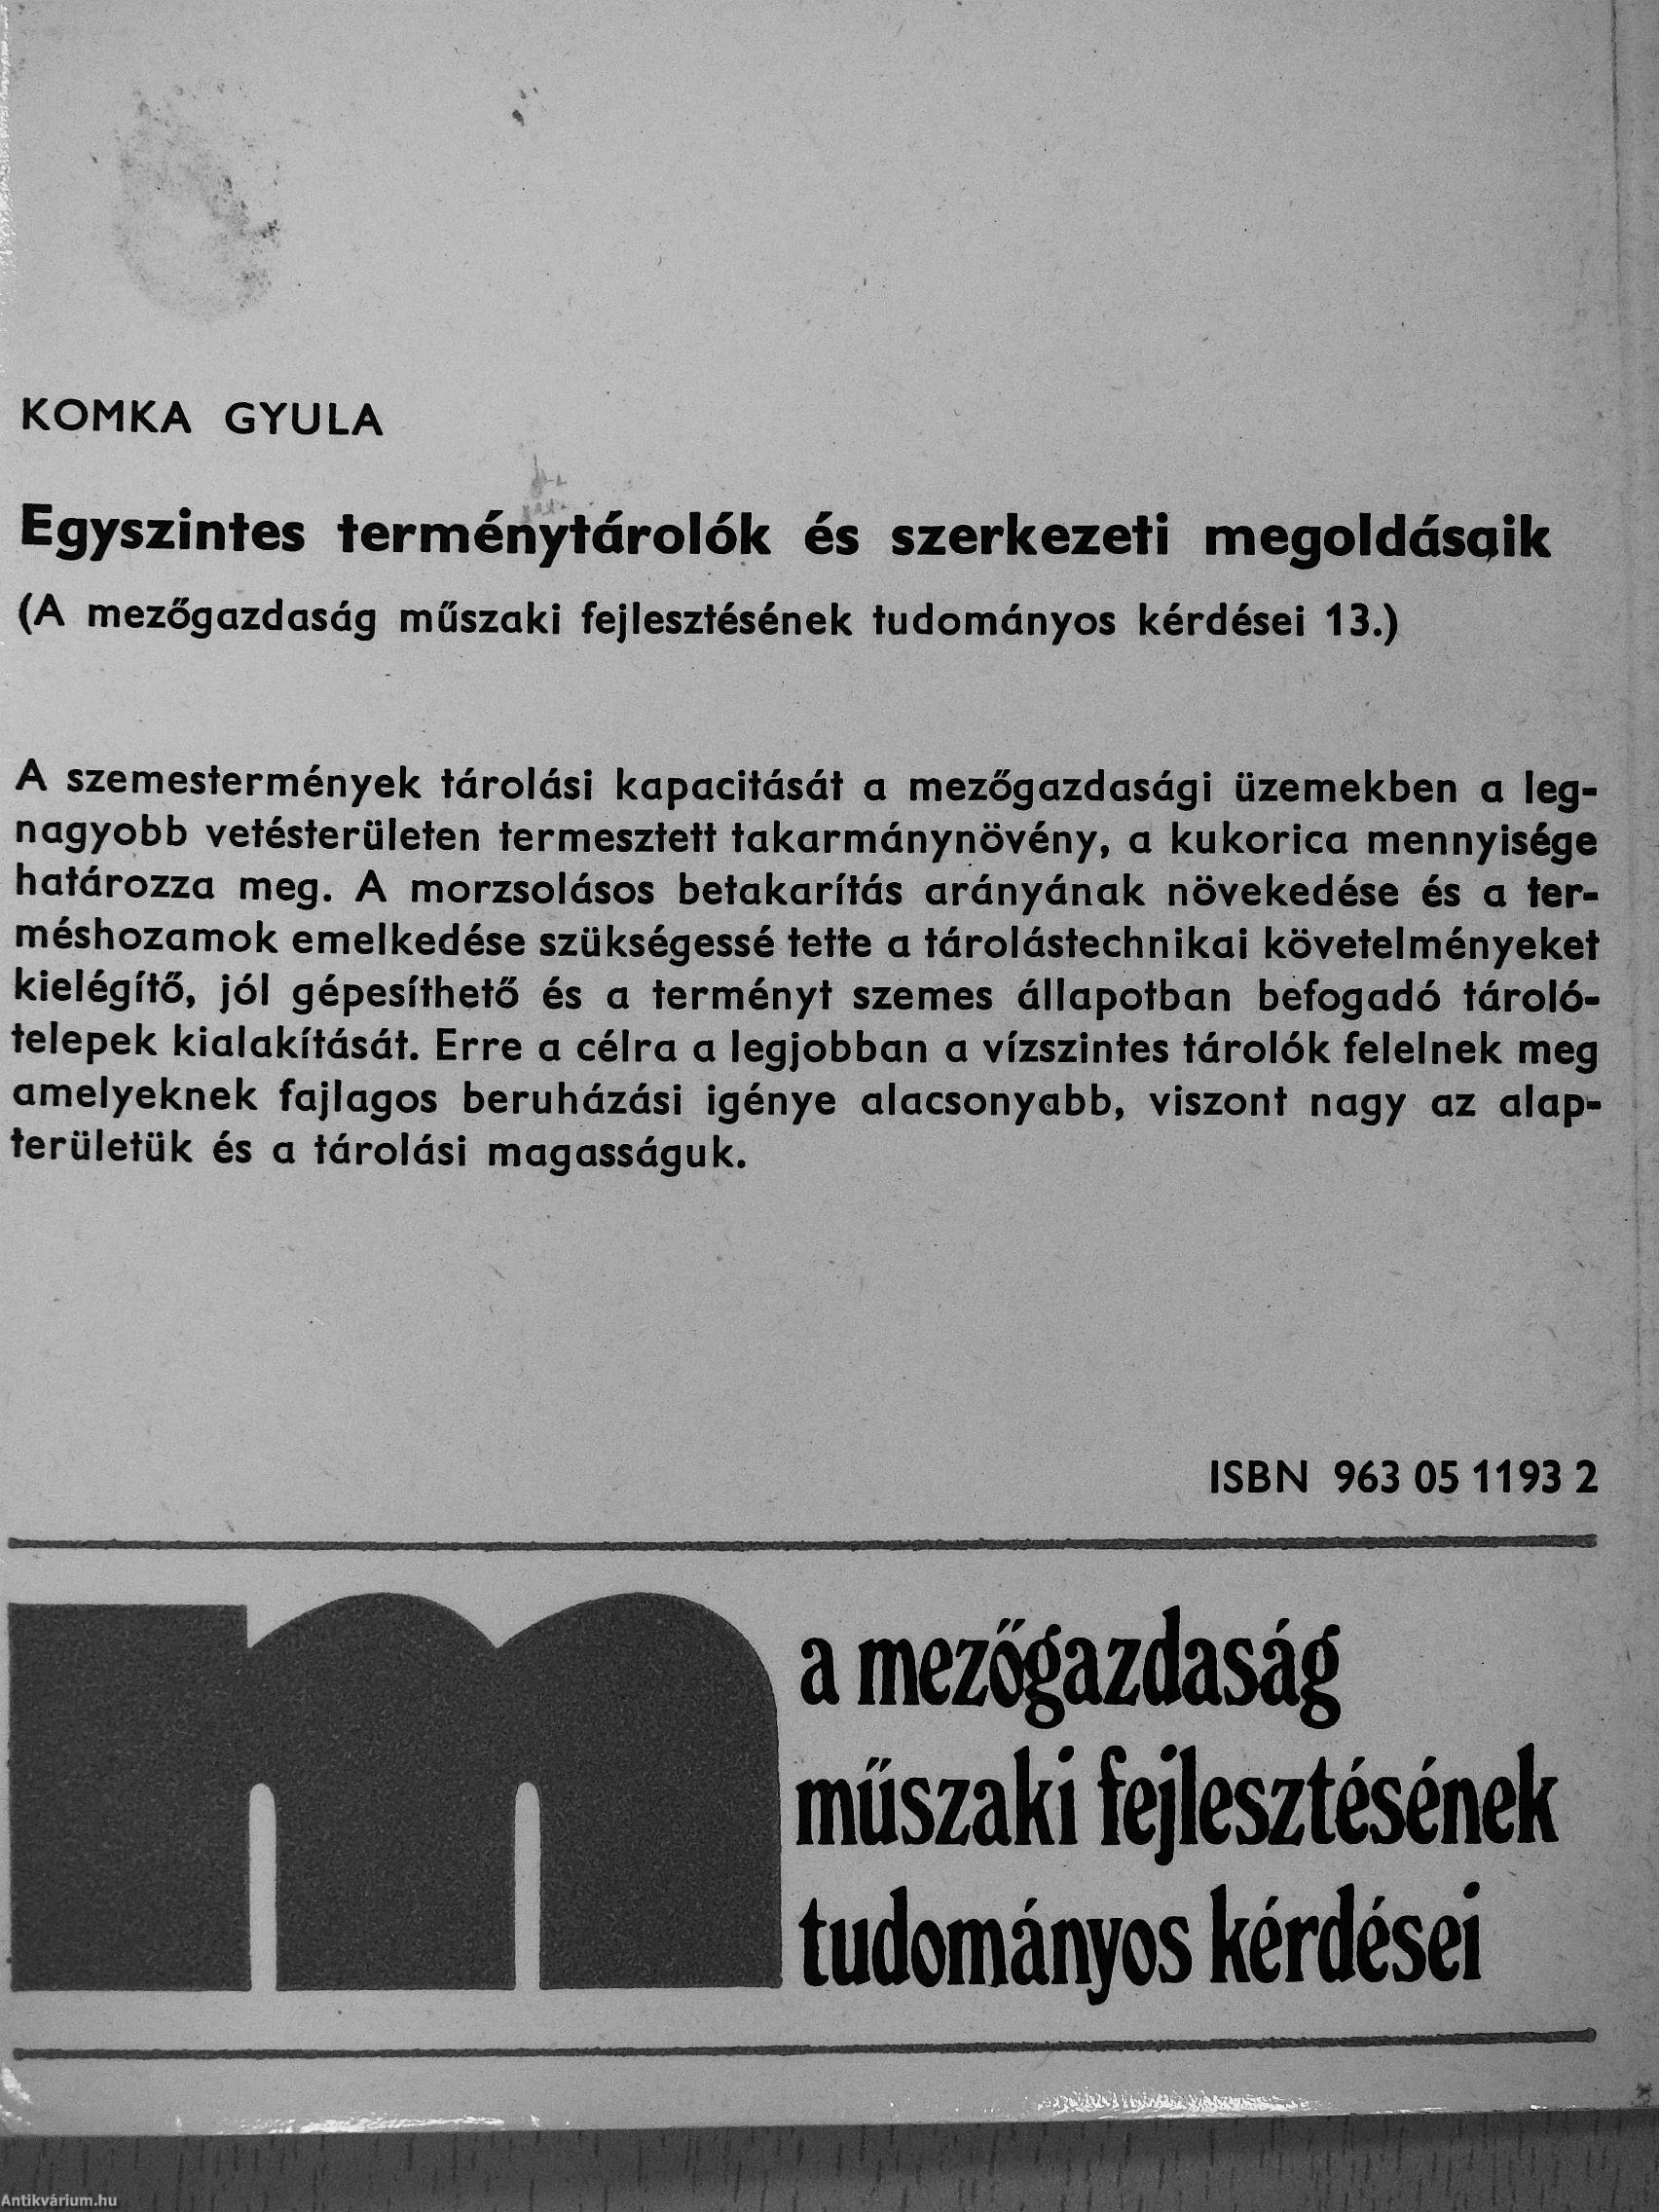 KOMKA GYULA
Egyszintes terménytárolók és szerkezeti megoldásaik
(A mezőgazdaság műszaki fejlesztésének tudományos kérdései 13.)
A szemestermények tárolási kapacitását a mezőgazdasági üzemekben a leg-
nagyobb vetésterületen termesztett takarmánynövény, a kukorica mennyisége
határozza meg. A morzsolásos betakarítás arányának növekedése és a ter-
méshozamok emelkedése szükségessé tette a tárolástechnikai követelményeket
kielégítő, jól gépesíthető és a terményt szemes állapotban befogadó tároló-
telepek kialakítását. Erre a célra a legjobban a vízszintes tárolók felelnek meg
amelyeknek fajlagos beruházási igénye alacsonyabb, viszont nagy az alap-
területük és a tárolási magasságuk.
ISBN 963 05 1193 2
m
a mezőgazdaság
műszaki fejlesztésének
tudományos kérdései
Antikvárium.hu